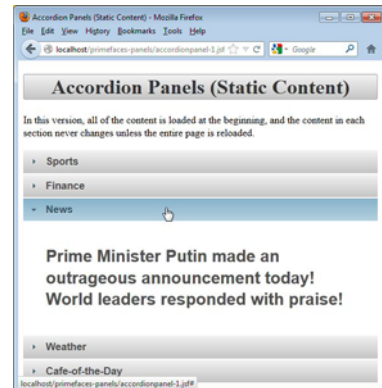 Accordion Panels (Static Content) - Mozilla Firefox
File Edit View History Bookmarks Tools Help
localhost/primefaces-panels/accordionpanel-1.jsf
Google
Accordion Panels (Static Content)
In this version, all of the content is loaded at the beginning, and the content in each
section never changes unless the entire page is reloaded.
Sports
Finance
News
Prime Minister Putin made an
outrageous announcement today!
World leaders responded with praise!
Weather
Cafe-of-the-Day
localhost/primefaces-panels/accordionpanel-1.jsf#